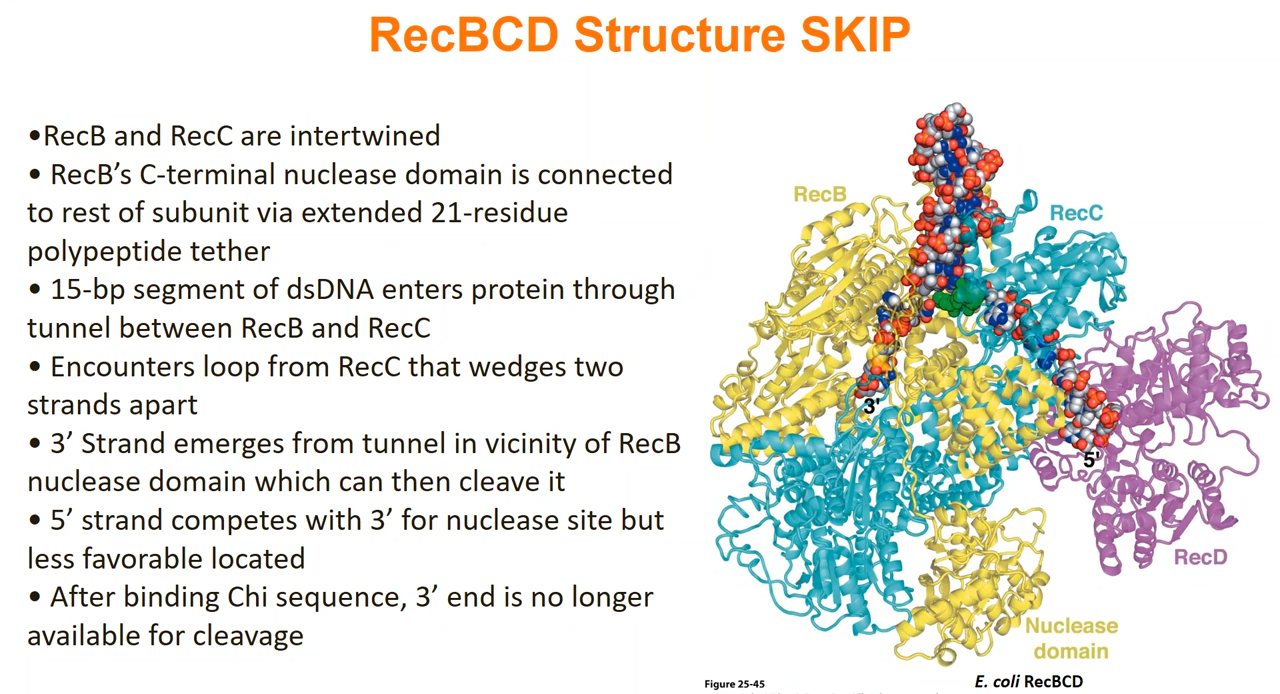 RecBCD Structure SKIP
•RecB and RecC are intertwined
• RecB’s C-terminal nuclease domain is connected
to rest of subunit via extended 21-residue
polypeptide tether
• 15-bp segment of dsDNA enters protein through
tunnel between RecB and RecC
• Encounters loop from RecC that wedges two
strands apart
• 3’ Strand emerges from tunnel in vicinity of RecB
nuclease domain which can then cleave it
• 5’ strand competes with 3’ for nuclease site but
less favorable located
• After binding Chi sequence, 3’ end is no longer
available for cleavage
RecB
RecC
3'
5'
RecD
Nuclease
domain
Figure 25-45
E. coli RecBCD